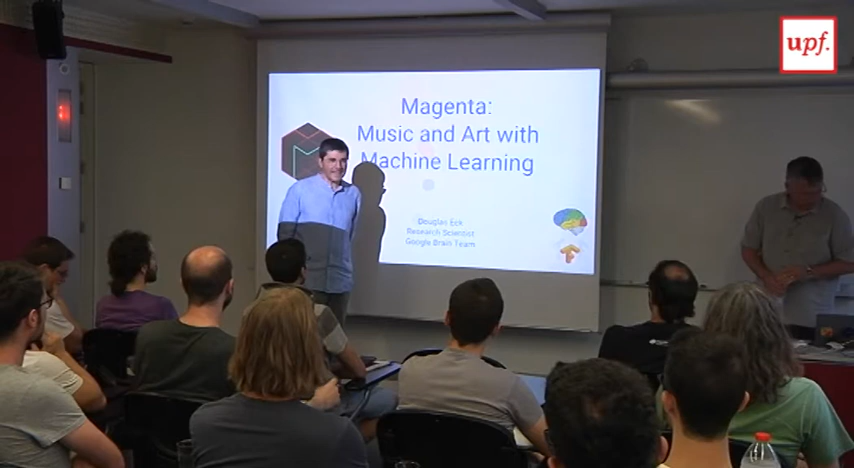 upf.
Magenta:
Music and Art with
Machine Learning
Douglas Eck
Research Scientist
Google Brain Team